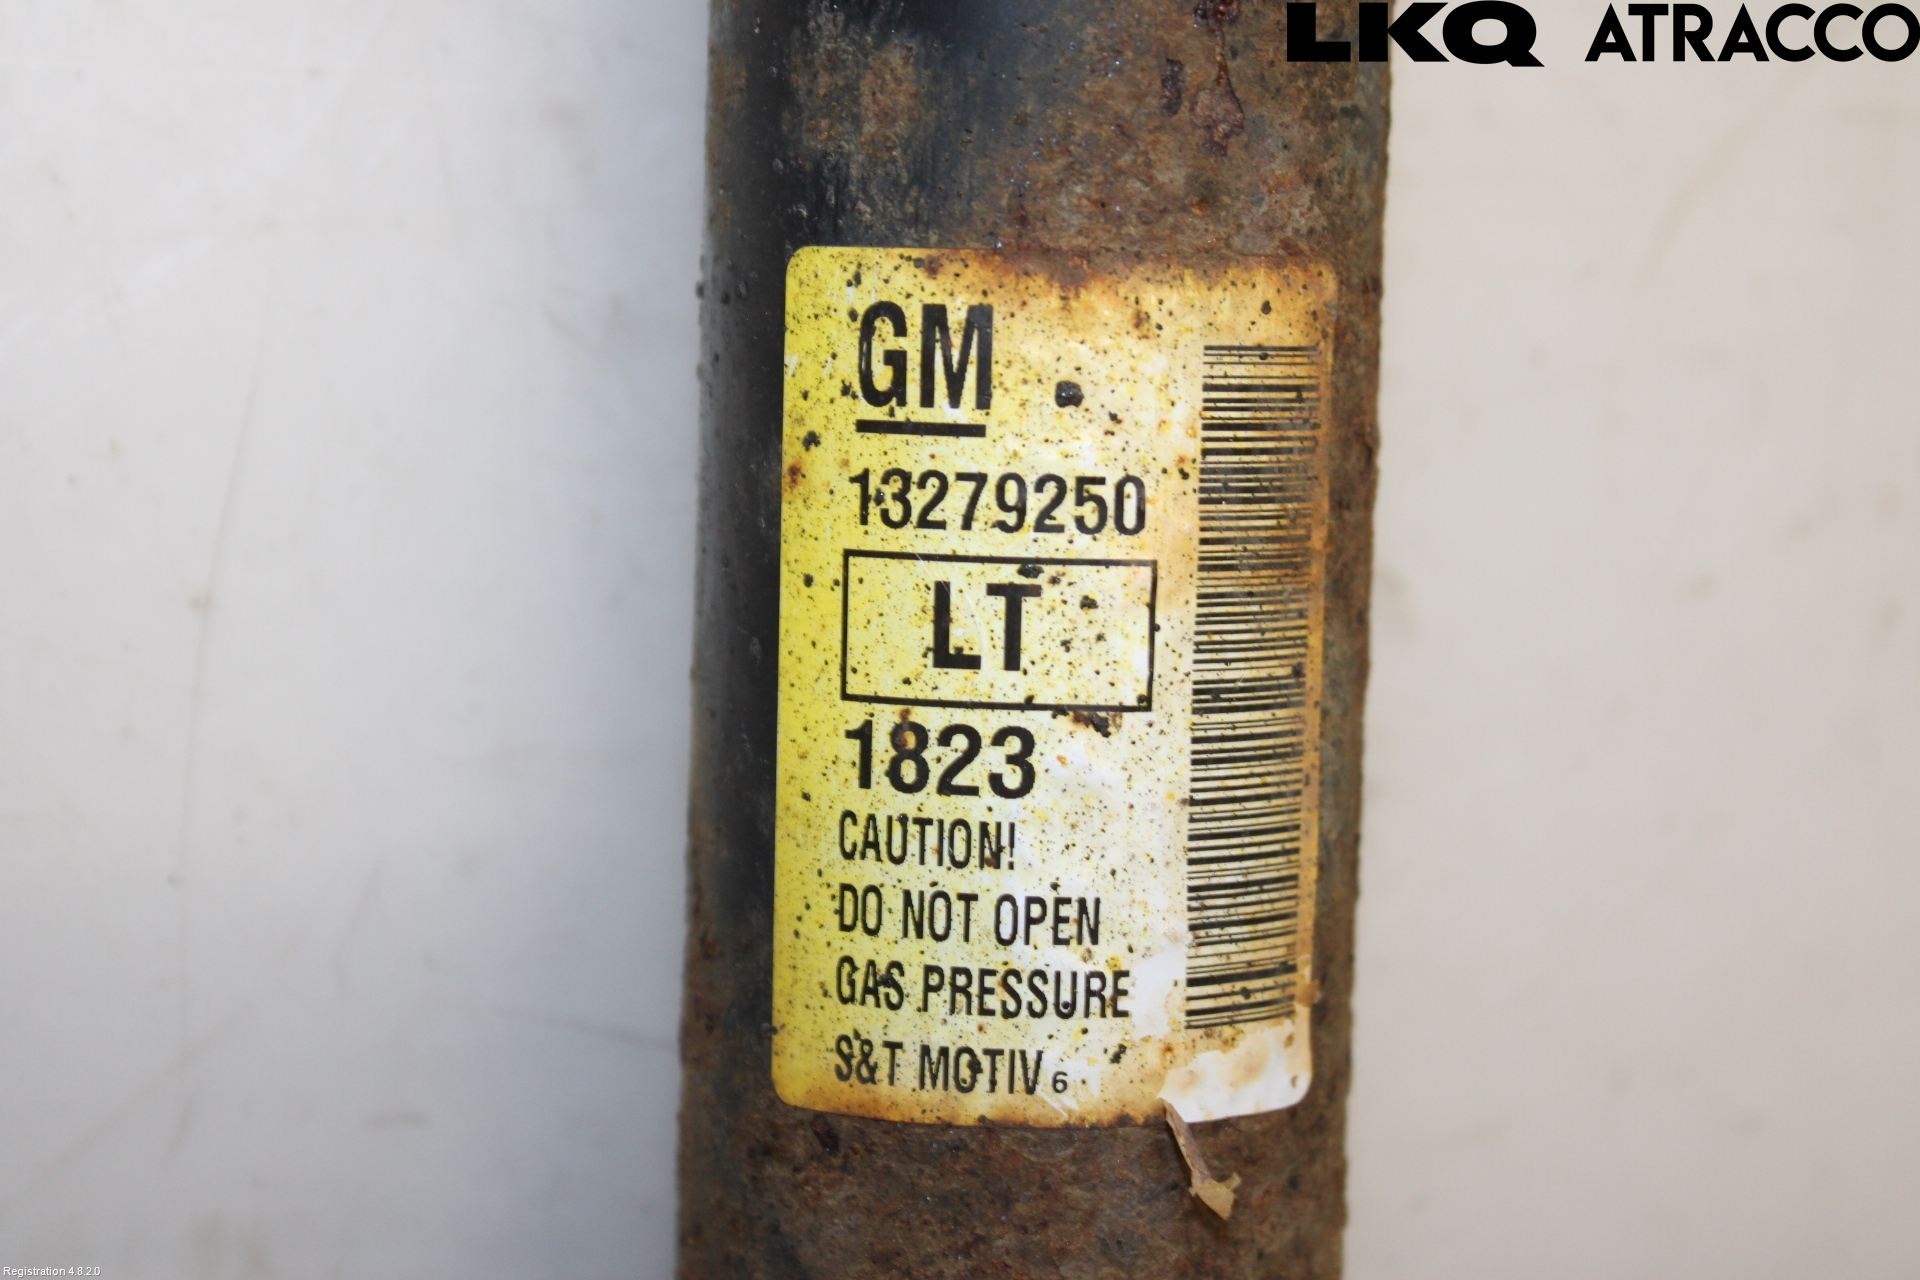 LKQ ATRACCO
GM
13279250
LT
1823
CAUTION!
DO NOT OPEN
GAS PRESSURE
S&T MOTIV 6
Registration 4.8.2.0